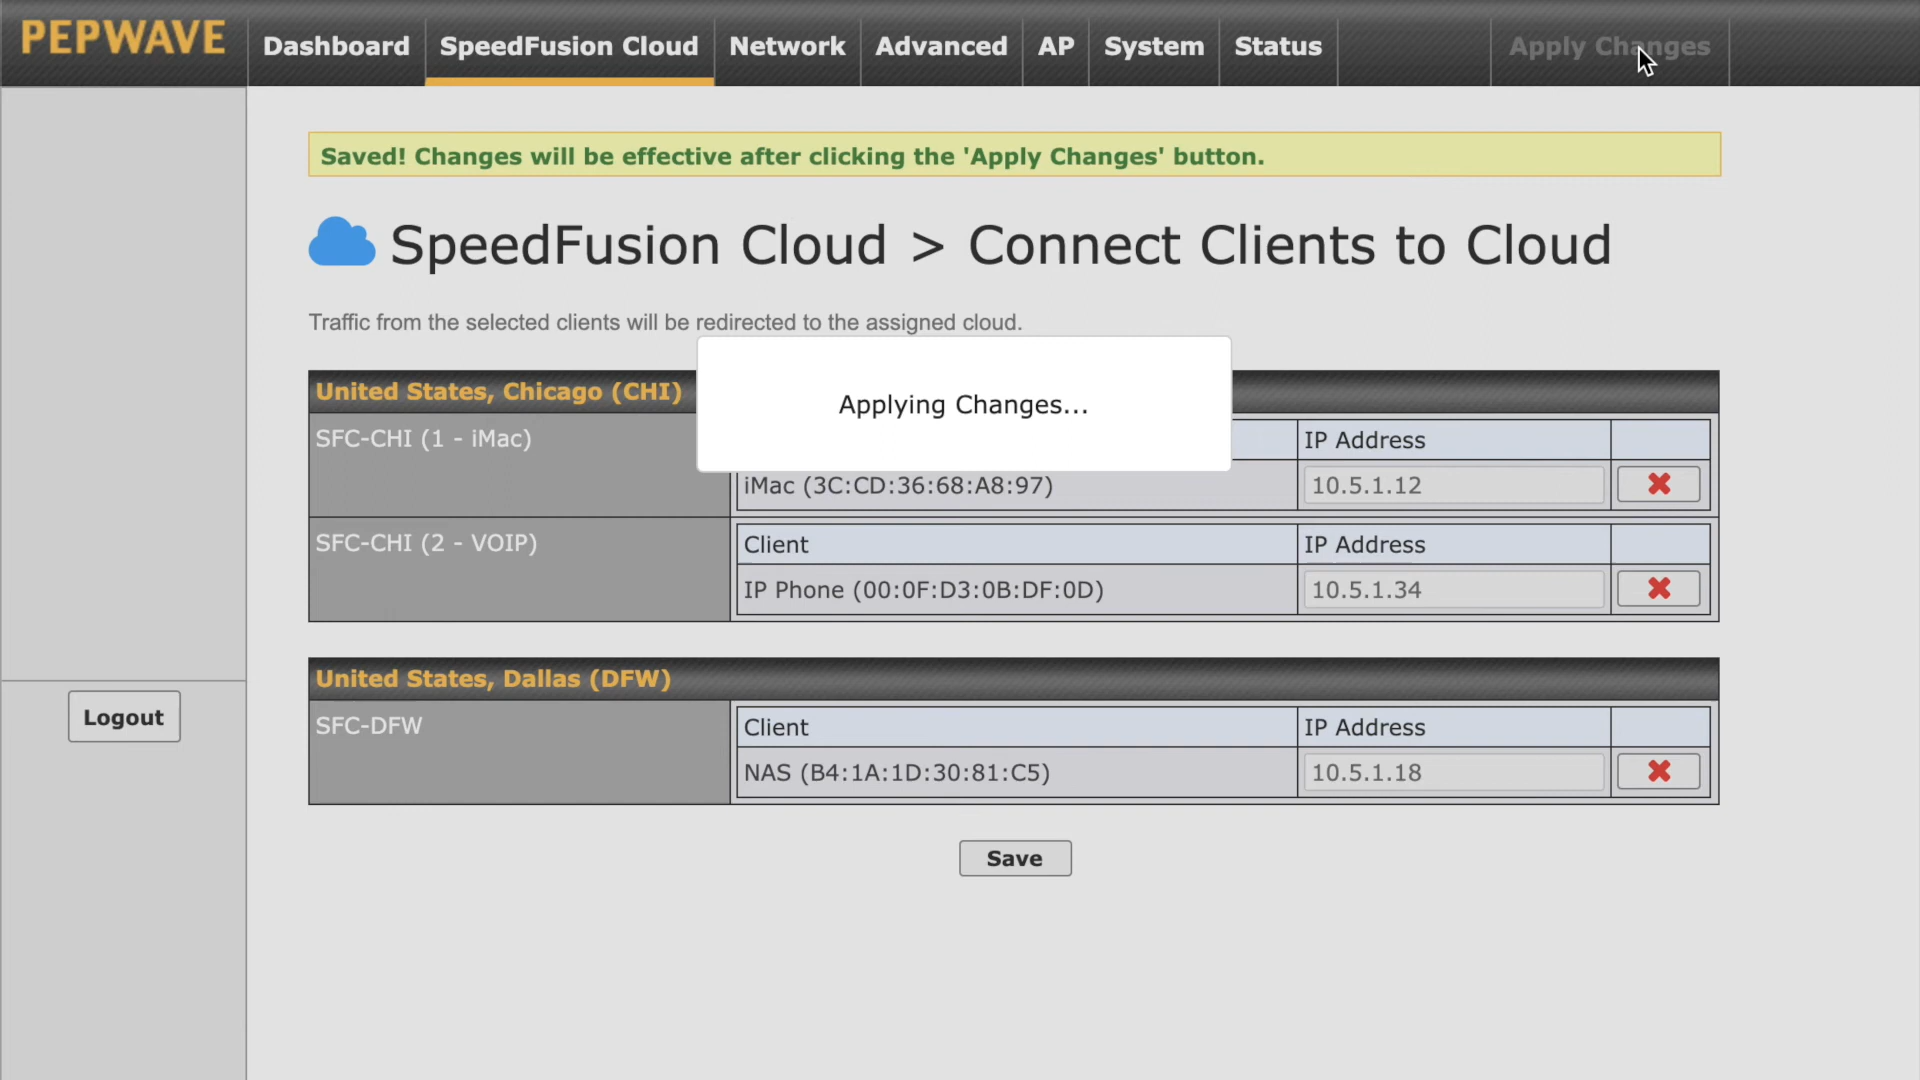 PEPWAVE
Dashboard SpeedFusion Cloud Network Advanced AP System Status Apply Changes
Saved! Changes will be effective after clicking the 'Apply Changes' button.
SpeedFusion Cloud > Connect Clients to Cloud
Traffic from the selected clients will be redirected to the assigned cloud.
United States, Chicago (CHI)
Applying Changes...
SFC-CHI (1 - iMac)
IP Address
iMac (3C:CD:36:68:A8:97) 10.5.1.12
SFC-CHI (2 - VOIP)
Client IP Address
IP Phone (00:0F:D3:0B:DF:0D) 10.5.1.34
United States, Dallas (DFW)
SFC-DFW
Client IP Address
NAS (B4:1A:1D:30:81:C5) 10.5.1.18
Logout
Save